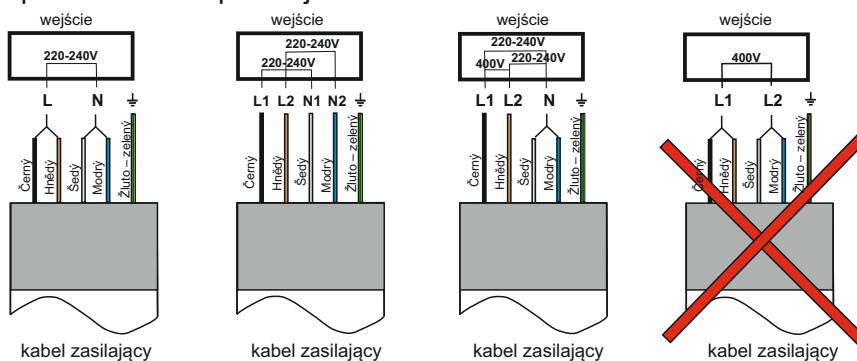 wejście wejście wejście wejście
220-240V
220-240V
220-240V
220-240V
400V 220-240V
400V
L N
L1 L2 N1 N2
L1 L2 N
L1 L2
Černý Hnědý Šedý Modrý Žluto – zelený
Černý Hnědý Šedý Modrý Žluto – zelený
Černý Hnědý Šedý Modrý Žluto – zelený
Černý Hnědý Šedý Modrý Žluto – zelený
kabel zasilający kabel zasilający kabel zasilający kabel zasilający